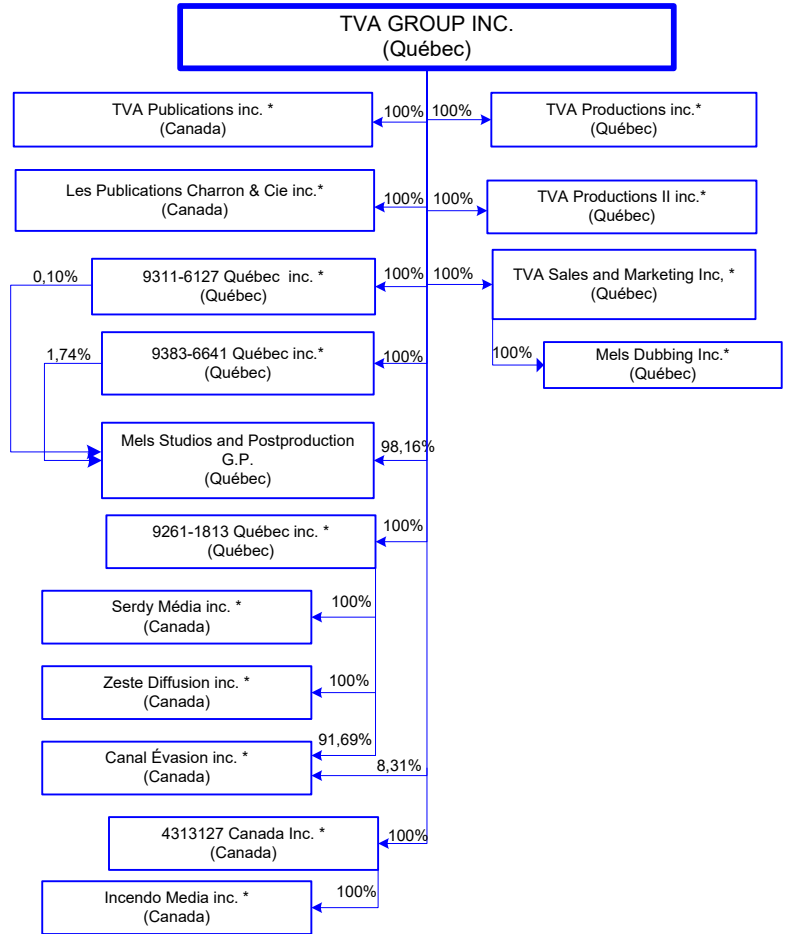 TVA GROUP INC.
(Québec)
TVA Publications inc. *
(Canada)
100%
100%
TVA Productions inc.*
(Québec)
Les Publications Charron & Cie inc.*
(Canada)
100%
100%
TVA Productions II inc.*
(Québec)
0,10%
9311-6127 Québec  inc. *
(Québec)
100%
100%
TVA Sales and Marketing Inc, *
(Québec)
1,74%
9383-6641 Québec inc.*
(Québec)
100%
100%
Mels Dubbing Inc.*
(Québec)
Mels Studios and Postproduction
G.P.
(Québec)
98,16%
9261-1813 Québec inc. *
(Québec)
100%
Serdy Média inc. *
(Canada)
100%
Zeste Diffusion inc. *
(Canada)
100%
Canal Évasion inc. *
(Canada)
91,69%
8,31%
4313127 Canada Inc. *
(Canada)
100%
Incendo Media inc. *
(Canada)
100%